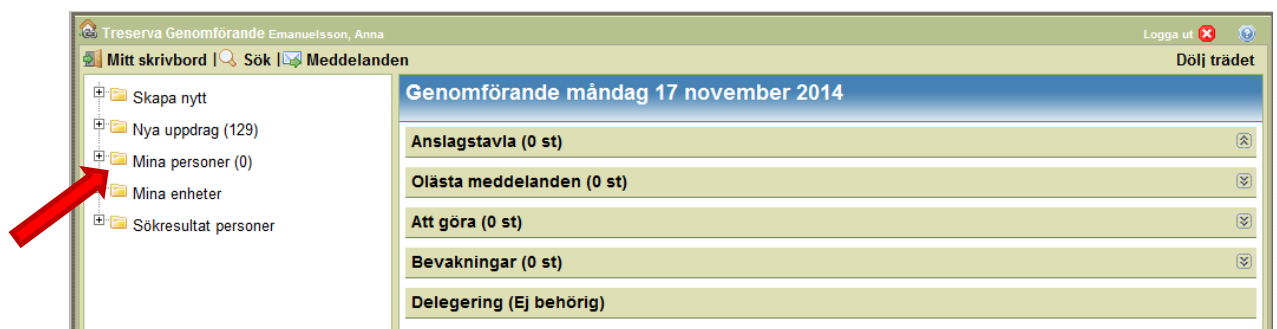 Treserva Genomförande Emanuelsson, Anna
Logga ut
Mitt skrivbord | Sök | Meddelanden
Dölj trädet
Skapa nytt
Nya uppdrag (129)
Mina personer (0)
Mina enheter
Sökresultat personer
Genomförande måndag 17 november 2014
Anslagstavla (0 st)
Olästa meddelanden (0 st)
Att göra (0 st)
Bevakningar (0 st)
Delegering (Ej behörig)